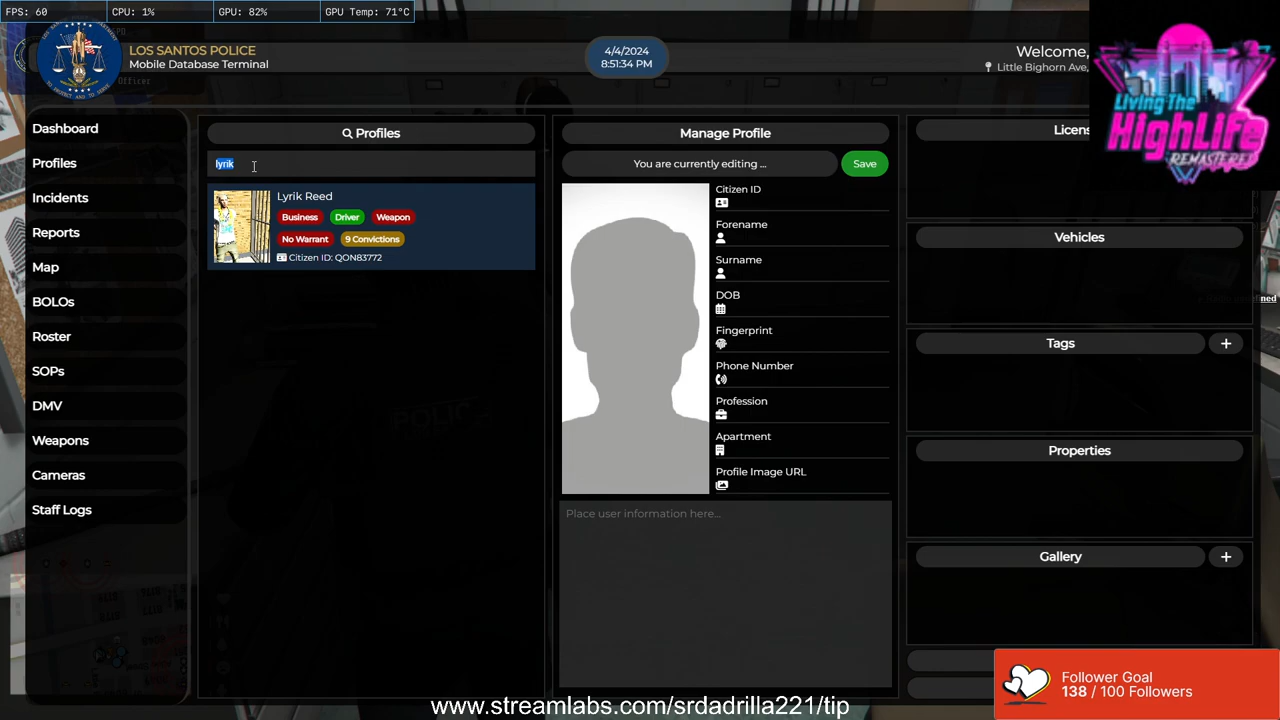 FPS: 60 CPU: 1% GPU: 82% GPU Temp: 71°C
LOS SANTOS POLICE
Mobile Database Terminal
Officer
4/4/2024
8:51:34 PM
Welcome,
Little Bighorn Ave,
LIVING THE
HIGHLIFE
REMASTERED
Dashboard
Profiles
Incidents
Reports
Map
BOLOs
Roster
SOPs
DMV
Weapons
Cameras
Staff Logs
Profiles
lyrik
Lyrik Reed
Business Driver Weapon
No Warrant 9 Convictions
Citizen ID: QON83772
POLICE
Manage Profile
You are currently editing ... Save
Citizen ID
Forename
Surname
DOB
Fingerprint
Phone Number
Profession
Apartment
Profile Image URL
Place user information here...
Licens
Vehicles
Tags +
Properties
Gallery +
Follower Goal
138 / 100 Followers
www.streamlabs.com/srdadrilla221/tip